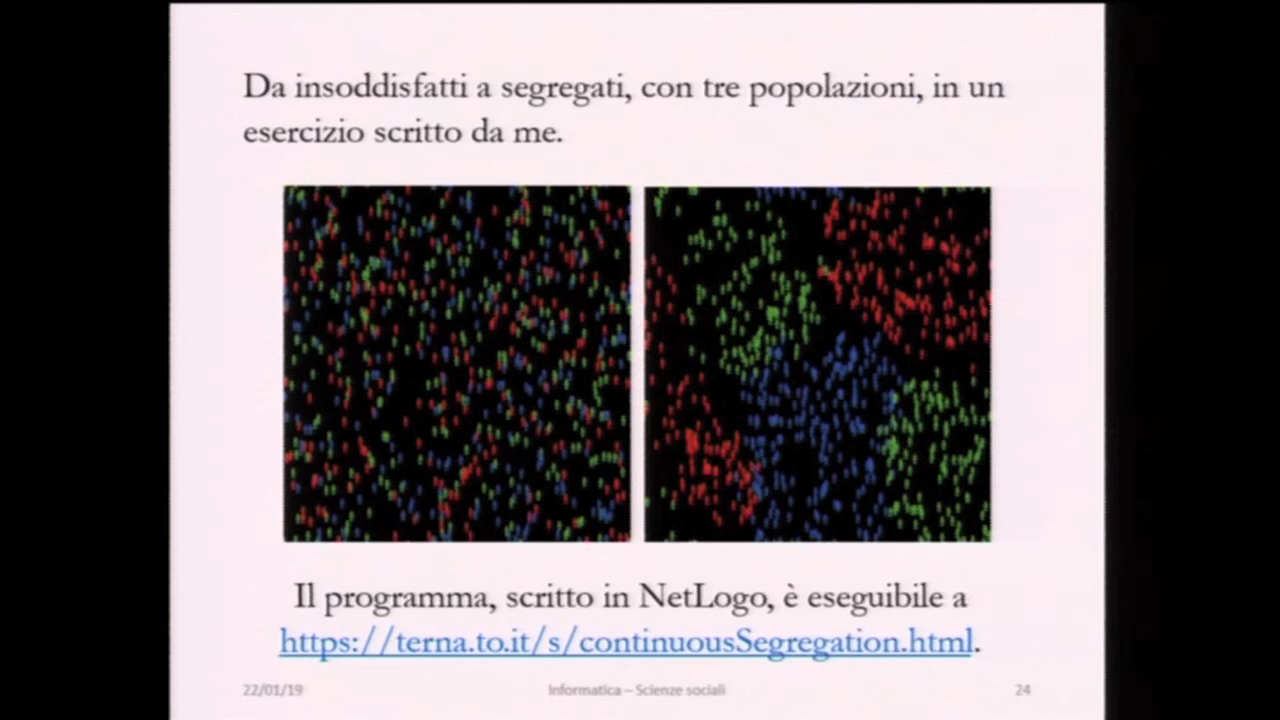 Da insoddisfatti a segregati, con tre popolazioni, in un
esercizio scritto da me.
Il programma, scritto in NetLogo, è eseguibile a
https://terna.to.it/s/continuousSegregation.html.
22/01/19
Informatica – Scienze sociali
24